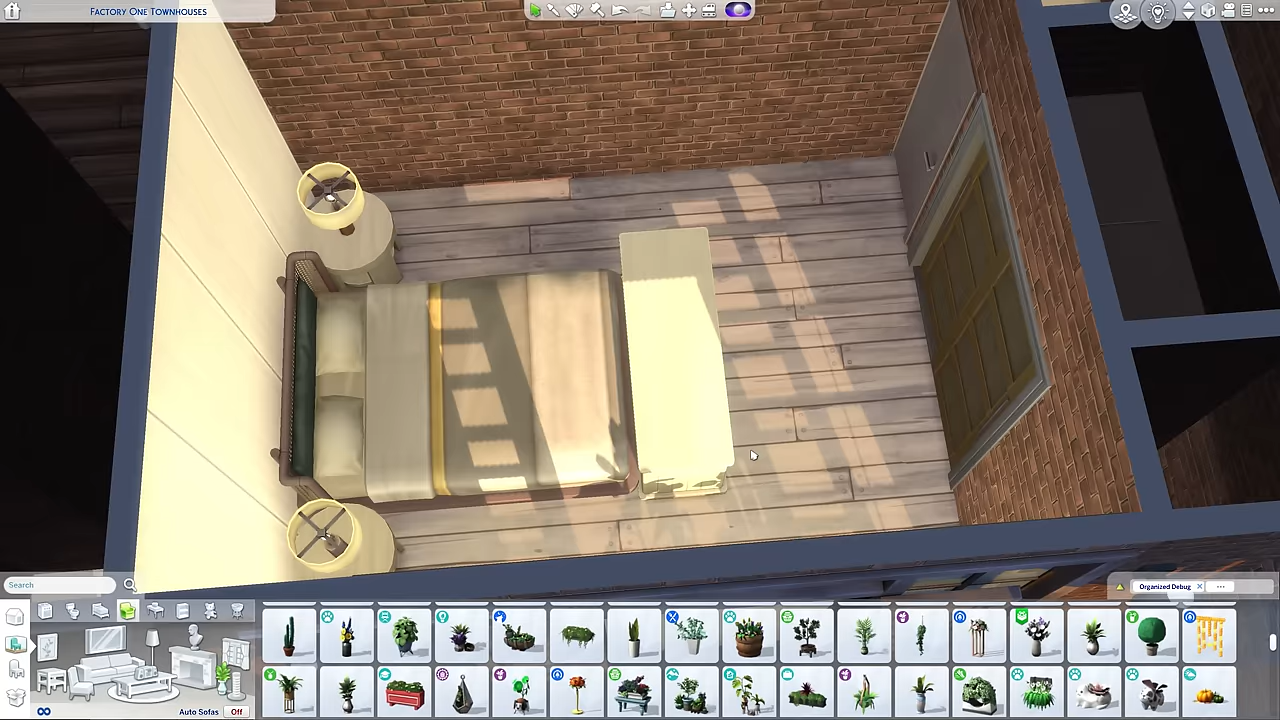 Factory One Townhouses
Search
Organized Debug
Auto Sofas
Off